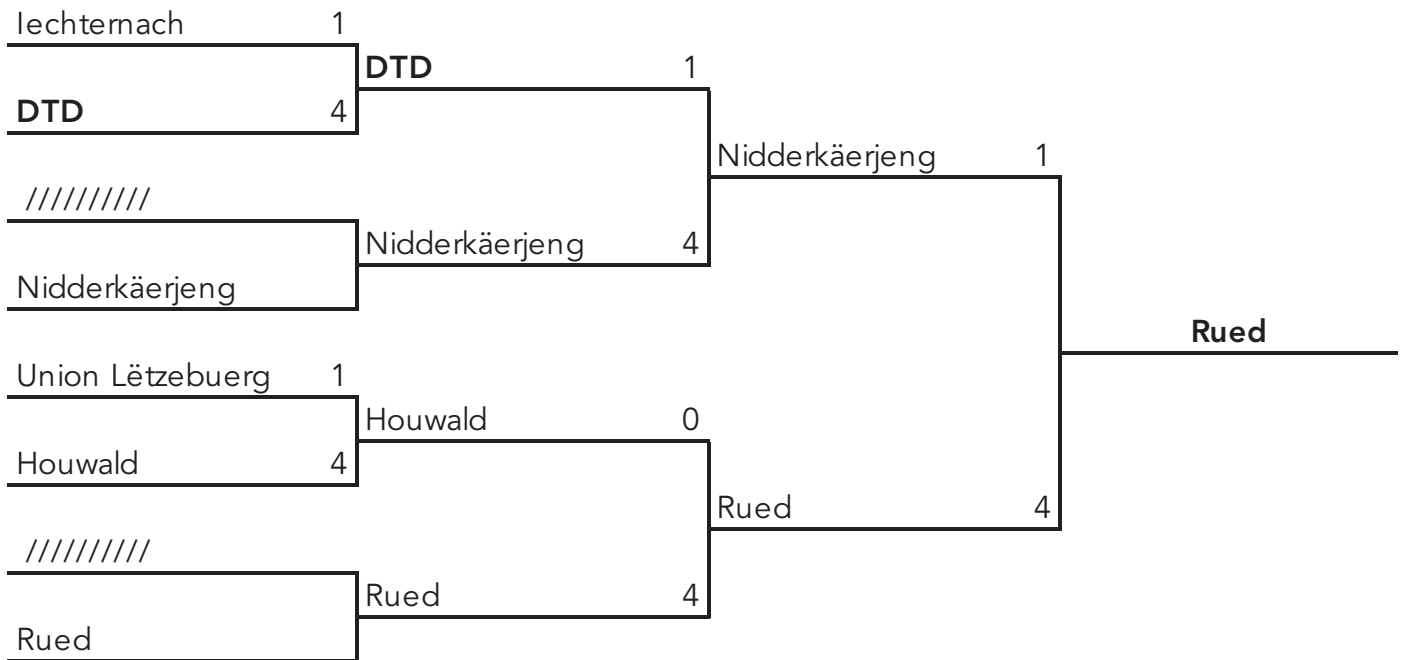 Iechternach 1
DTD 1
DTD 4
Nidderkäerjeng 1
//////////
Nidderkäerjeng 4
Nidderkäerjeng
Rued
Union Lëtzebuerg 1
Houwald 0
Houwald 4
Rued 4
//////////
Rued 4
Rued